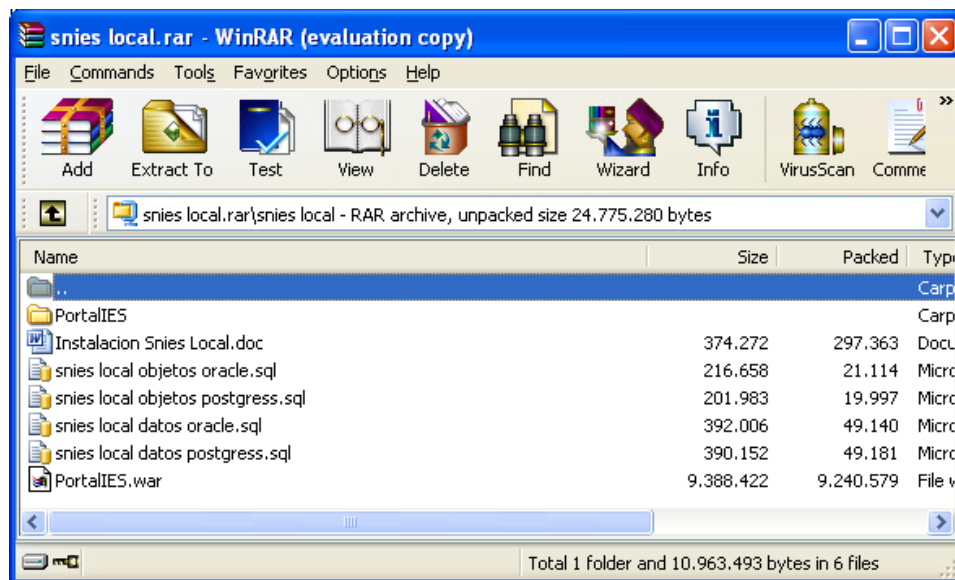 snies local.rar - WinRAR (evaluation copy)
File Commands Tools Favorites Options Help
Add Extract To Test View Delete Find Wizard Info VirusScan Comme
snies local.rar\snies local - RAR archive, unpacked size 24.775.280 bytes
Name Size Packed Typ
.. Carp
PortalIES Carp
Instalacion Snies Local.doc 374.272 297.363 Docu
snies local objetos oracle.sql 216.658 21.114 Micro
snies local objetos postgress.sql 201.983 19.997 Micro
snies local datos oracle.sql 392.006 49.140 Micro
snies local datos postgress.sql 390.152 49.181 Micro
PortalIES.war 9.388.422 9.240.579 File
Total 1 folder and 10.963.493 bytes in 6 files